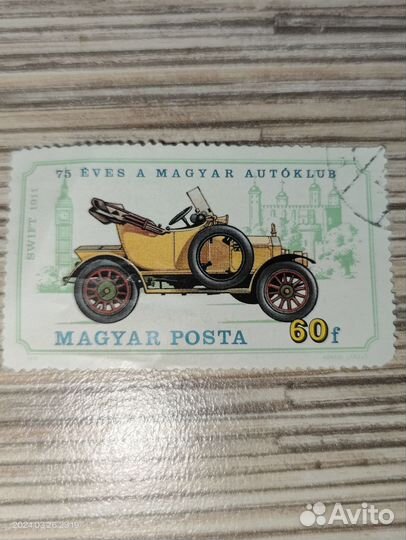 75 ÉVES A MAGYAR AUTÓKLUB
SWIFT 1911
MAGYAR POSTA
60f
2024.03.26 23:19
Avito